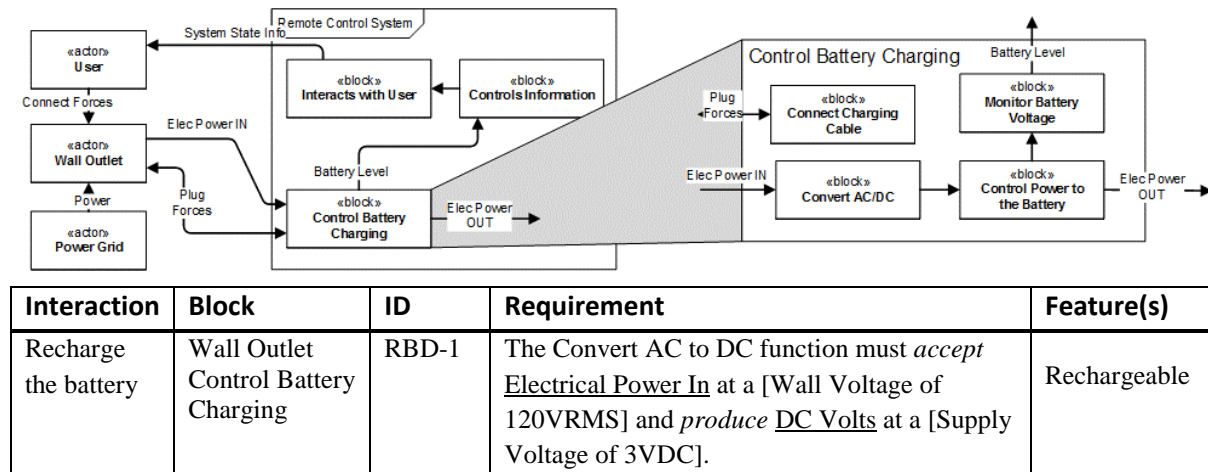 Remote Control System
System State Info
«actor»
User
«block»
Interacts with User
«block»
Controls Information
Connect Forces
Elec Power IN
«actor»
Wall Outlet
Battery Level
Power
Plug
Forces
«actor»
Power Grid
«block»
Control Battery
Charging
Elec Power
OUT
Control Battery Charging
Battery Level
Plug
Forces
«block»
Connect Charging
Cable
«block»
Monitor Battery
Voltage
Elec Power IN
«block»
Convert AC/DC
«block»
Control Power to
the Battery
Elec Power
OUT
Interaction Block ID Requirement Feature(s)
Recharge
the battery
Wall Outlet
Control Battery
Charging
RBD-1
The Convert AC to DC function must accept
Electrical Power In at a [Wall Voltage of
120VRMS] and produce DC Volts at a [Supply
Voltage of 3VDC].
Rechargeable